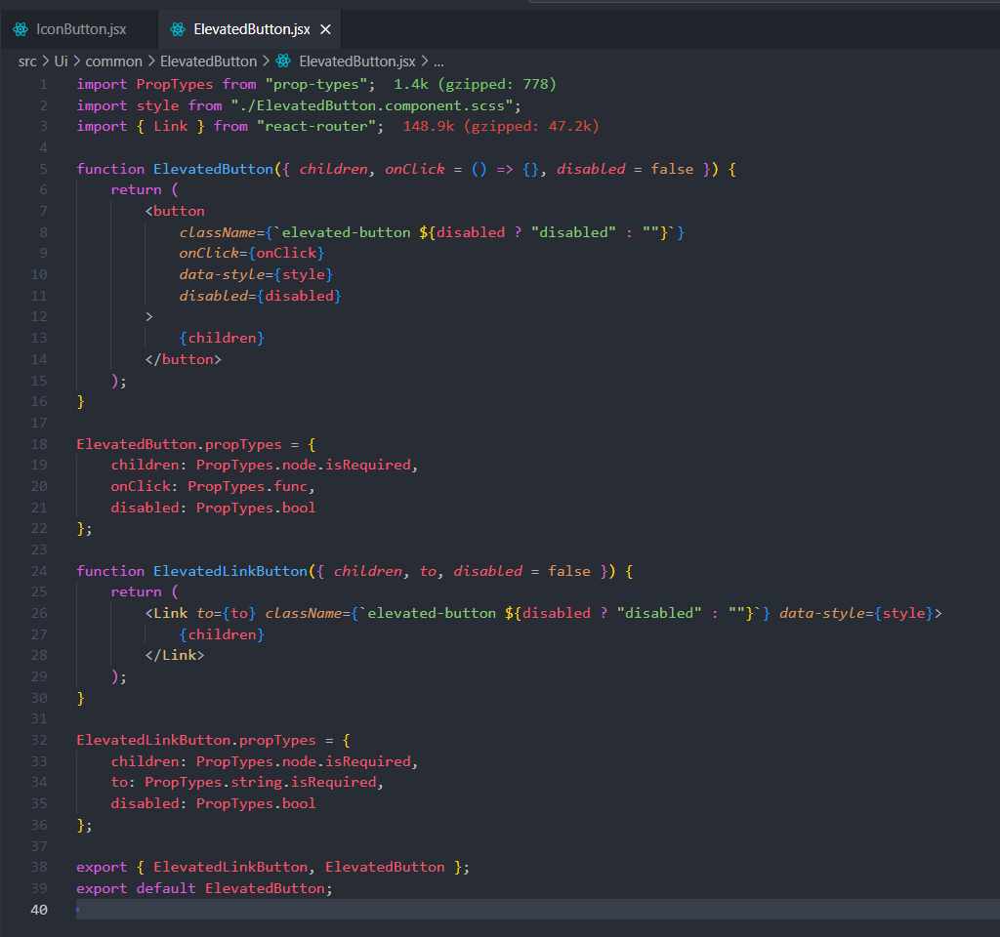 IconButton.jsx
ElevatedButton.jsx
src > Ui > common > ElevatedButton > ElevatedButton.jsx > ...
1 import PropTypes from "prop-types"; 1.4k (gzipped: 778)
2 import style from "./ElevatedButton.component.scss";
3 import { Link } from "react-router"; 148.9k (gzipped: 47.2k)
4
5 function ElevatedButton({ children, onClick = () => {}, disabled = false }) {
6     return (
7         <button
8             className={`elevated-button ${disabled ? "disabled" : ""}`}
9             onClick={onClick}
10             data-style={style}
11             disabled={disabled}
12         >
13             {children}
14         </button>
15     );
16 }
17
18 ElevatedButton.propTypes = {
19     children: PropTypes.node.isRequired,
20     onClick: PropTypes.func,
21     disabled: PropTypes.bool
22 };
23
24 function ElevatedLinkButton({ children, to, disabled = false }) {
25     return (
26         <Link to={to} className={`elevated-button ${disabled ? "disabled" : ""}`} data-style={style}>
27             {children}
28         </Link>
29     );
30 }
31
32 ElevatedLinkButton.propTypes = {
33     children: PropTypes.node.isRequired,
34     to: PropTypes.string.isRequired,
35     disabled: PropTypes.bool
36 };
37
38 export { ElevatedLinkButton, ElevatedButton };
39 export default ElevatedButton;
40